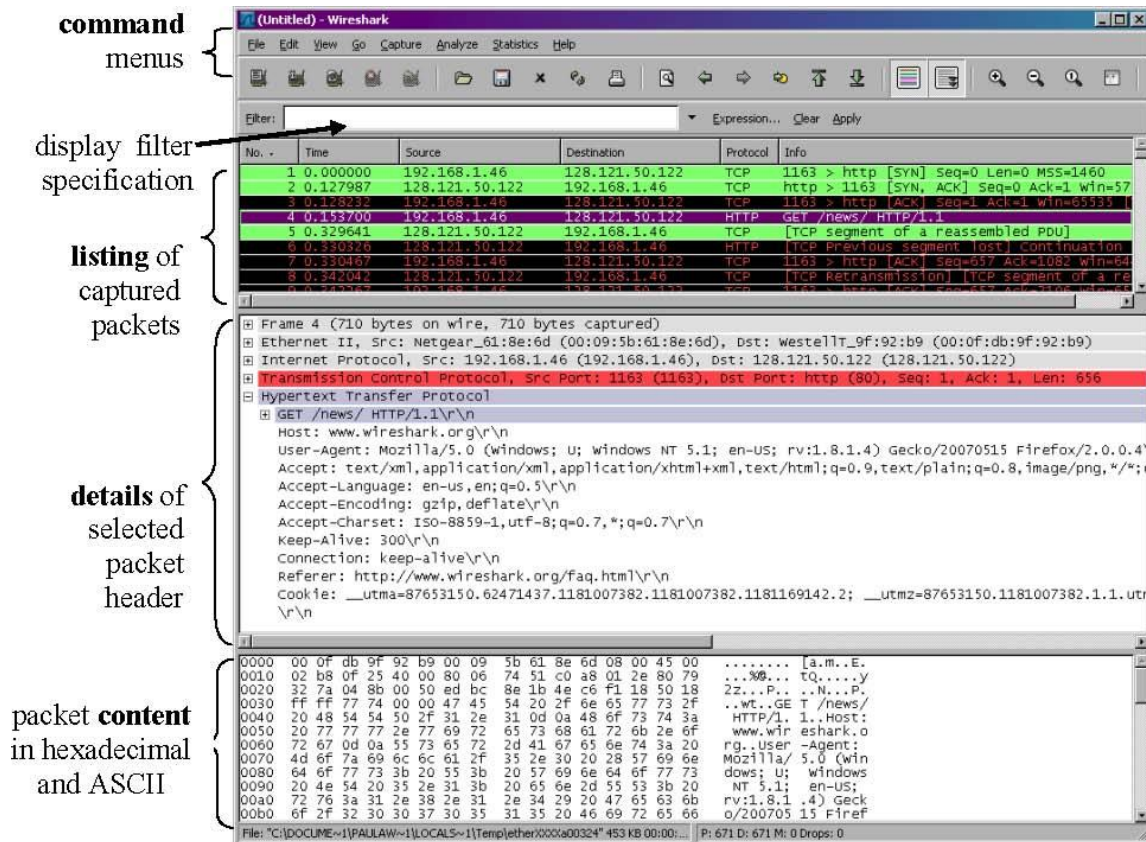 command
menus
display filter
specification
listing of
captured
packets
details of
selected
packet
header
packet content
in hexadecimal
and ASCII
(Untitled) - Wireshark
File Edit View Go Capture Analyze Statistics Help
Filter: Expression... Clear Apply
No. - Time Source Destination Protocol Info
1 0.000000 192.168.1.46 128.121.50.122 TCP 1163 > http [SYN] Seq=0 Len=0 MSS=1460
2 0.127987 128.121.50.122 192.168.1.46 TCP http > 1163 [SYN, ACK] Seq=0 Ack=1 Win=57
3 0.128232 192.168.1.46 128.121.50.122 TCP 1163 > http [ACK] Seq=1 Ack=1 Win=65535 [
4 0.153700 192.168.1.46 128.121.50.122 HTTP GET /news/ HTTP/1.1
5 0.329641 128.121.50.122 192.168.1.46 TCP [TCP segment of a reassembled PDU]
6 0.330326 128.121.50.122 192.168.1.46 HTTP [TCP Previous segment lost] Continuation
7 0.330467 192.168.1.46 128.121.50.122 TCP 1163 > http [ACK] Seq=657 Ack=1082 Win=64
8 0.342042 128.121.50.122 192.168.1.46 TCP [TCP Retransmission] [TCP segment of a re
Frame 4 (710 bytes on wire, 710 bytes captured)
Ethernet II, Src: Netgear_61:8e:6d (00:09:5b:61:8e:6d), Dst: WestellT_9f:92:b9 (00:0f:db:9f:92:b9)
Internet Protocol, Src: 192.168.1.46 (192.168.1.46), Dst: 128.121.50.122 (128.121.50.122)
Transmission Control Protocol, Src Port: 1163 (1163), Dst Port: http (80), Seq: 1, Ack: 1, Len: 656
Hypertext Transfer Protocol
GET /news/ HTTP/1.1\r\n
Host: www.wireshark.org\r\n
User-Agent: Mozilla/5.0 (Windows; U; Windows NT 5.1; en-US; rv:1.8.1.4) Gecko/20070515 Firefox/2.0.0.4\
Accept: text/xml,application/xml,application/xhtml+xml,text/html;q=0.9,text/plain;q=0.8,image/png,*/*;
Accept-Language: en-us,en;q=0.5\r\n
Accept-Encoding: gzip,deflate\r\n
Accept-Charset: ISO-8859-1,utf-8;q=0.7,*;q=0.7\r\n
Keep-Alive: 300\r\n
Connection: keep-alive\r\n
Referer: http://www.wireshark.org/faq.html\r\n
Cookie: __utma=87653150.62471437.1181007382.1181007382.1181169142.2; __utmz=87653150.1181007382.1.1.utm
\r\n
0000 00 0f db 9f 92 b9 00 09 5b 61 8e 6d 08 00 45 00 ........ [a.m..E.
0010 02 b8 0f 25 40 00 80 06 74 51 c0 a8 01 2e 80 79 ...%@... tQ.....y
0020 32 7a 04 8b 00 50 ed bc 8e 1b 4e c6 f1 18 50 18 2z...P.. ..N...P.
0030 ff ff 77 74 00 00 47 45 54 20 2f 6e 65 77 73 2f ..wt..GE T /news/
0040 20 48 54 54 50 2f 31 2e 31 0d 0a 48 6f 73 74 3a HTTP/1. 1..Host:
0050 20 77 77 77 2e 77 69 72 65 73 68 61 72 6b 2e 6f www.wir eshark.o
0060 72 67 0d 0a 55 73 65 72 2d 41 67 65 6e 74 3a 20 rg..User -Agent:
0070 4d 6f 7a 69 6c 6c 61 2f 35 2e 30 20 28 57 69 6e Mozilla/ 5.0 (Win
0080 64 6f 77 73 3b 20 55 3b 20 57 69 6e 64 6f 77 73 dows; U; Windows
0090 20 4e 54 20 35 2e 31 3b 20 65 6e 2d 55 53 3b 20 NT 5.1; en-US;
00a0 72 76 3a 31 2e 38 2e 31 2e 34 29 20 47 65 63 6b rv:1.8.1 .4) Geck
00b0 6f 2f 32 30 30 37 30 35 31 35 20 46 69 72 65 66 o/200705 15 Firef
File: "C:\DOCUME~1\PAULAW~1\LOCALS~1\Temp\etherXXXXa00324" 453 KB 00:00:... P: 671 D: 671 M: 0 Drops: 0